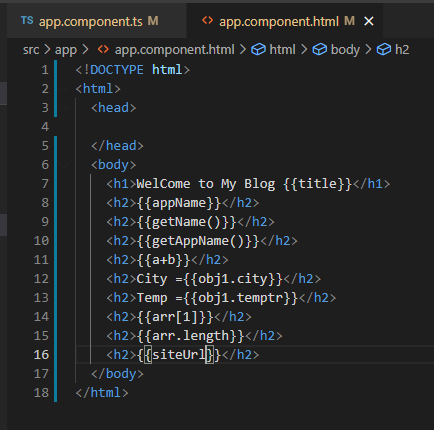 TS app.component.ts M <> app.component.html M ×
src > app > <> app.component.html > html > body > h2
1 <!DOCTYPE html>
2 <html>
3 <head>
4
5 </head>
6 <body>
7 <h1>WelCome to My Blog {{title}}</h1>
8 <h2>{{appName}}</h2>
9 <h2>{{getName()}}</h2>
10 <h2>{{getAppName()}}</h2>
11 <h2>{{a+b}}</h2>
12 <h2>City ={{obj1.city}}</h2>
13 <h2>Temp ={{obj1.temptr}}</h2>
14 <h2>{{arr[1]}}</h2>
15 <h2>{{arr.length}}</h2>
16 <h2>{{siteUrl}}</h2>
17 </body>
18 </html>